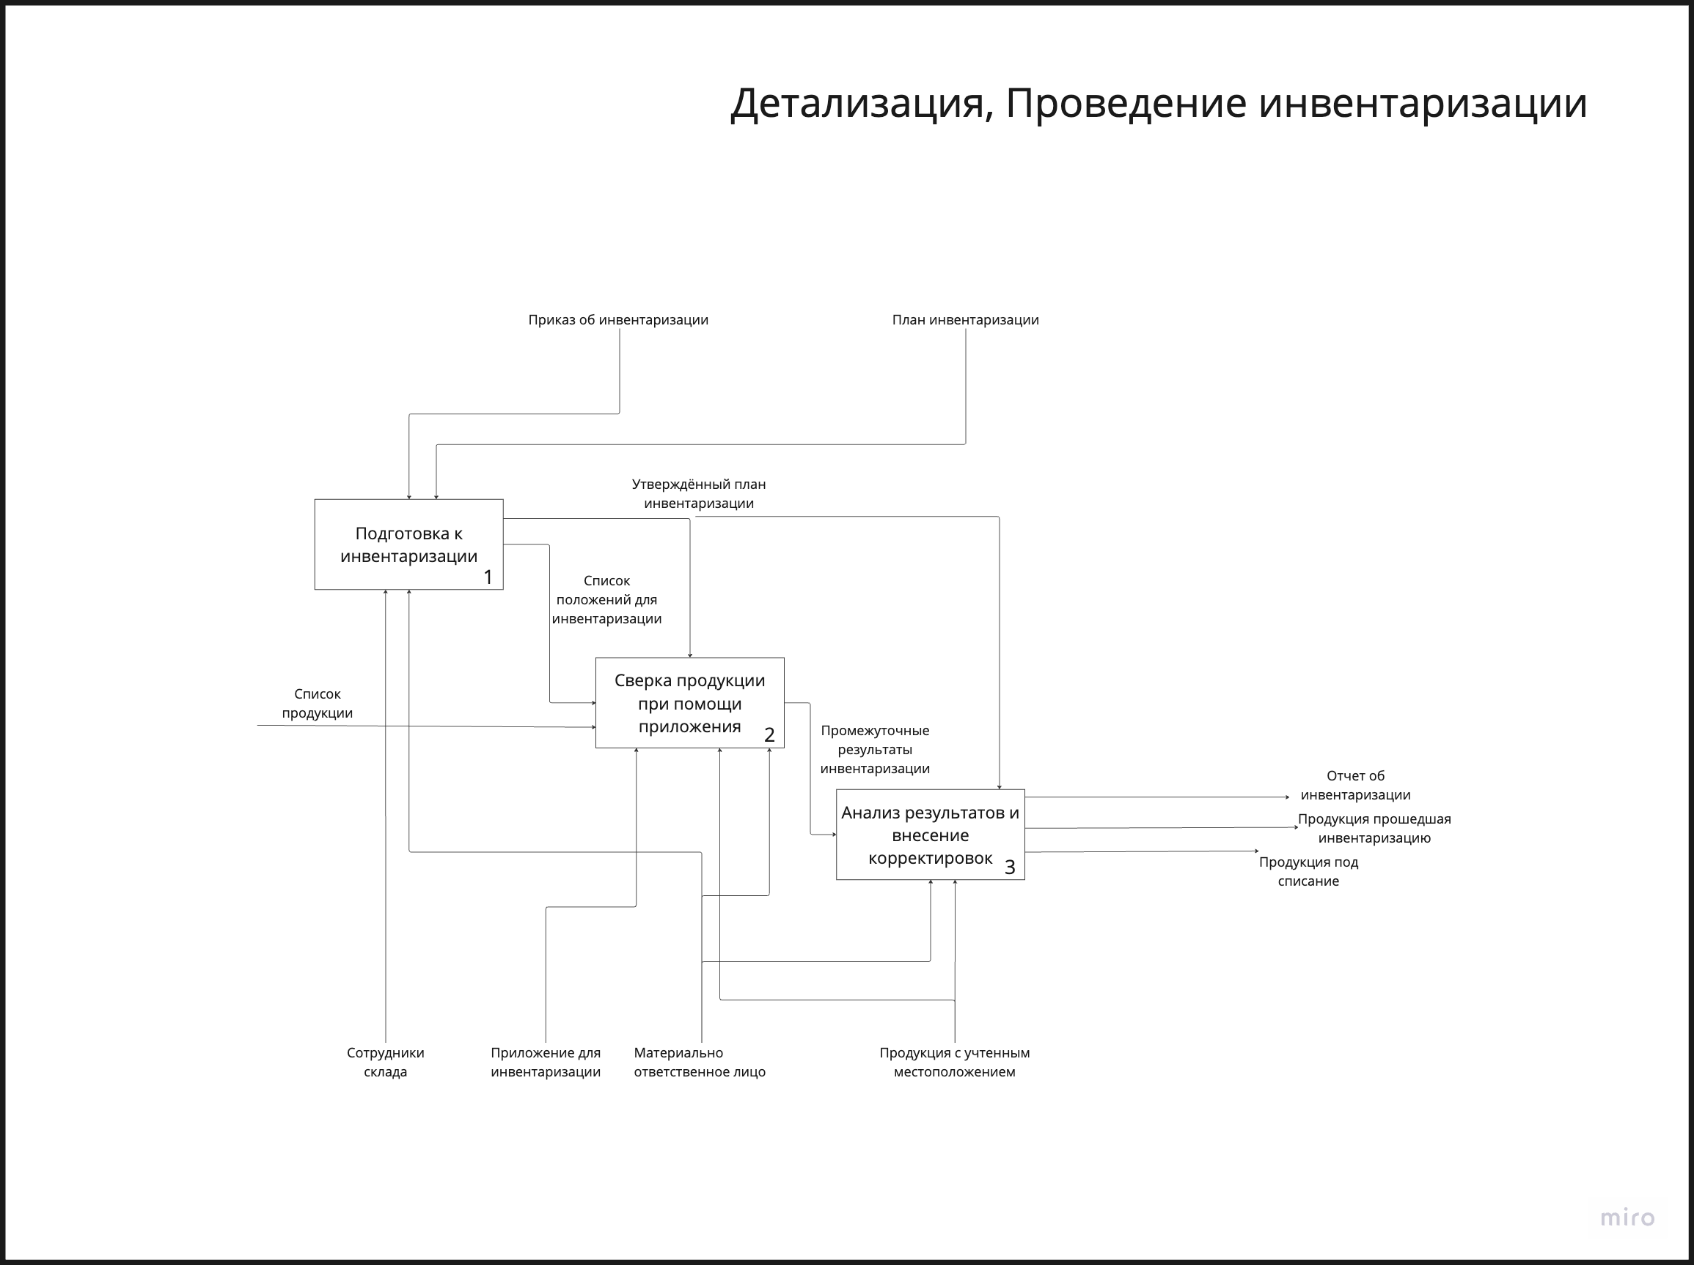 Детализация, Проведение инвентаризации
Приказ об инвентаризации
План инвентаризации
Утверждённый план
инвентаризации
Подготовка к
инвентаризации
1
Список
положений для
инвентаризации
Список
продукции
Сверка продукции
при помощи
приложения
2
Промежуточные
результаты
инвентаризации
Анализ результатов и
внесение
корректировок
3
Отчет об
инвентаризации
Продукция прошедшая
инвентаризацию
Продукция под
списание
Сотрудники
склада
Приложение для
инвентаризации
Материально
ответственное лицо
Продукция с учтенным
местоположением
miro